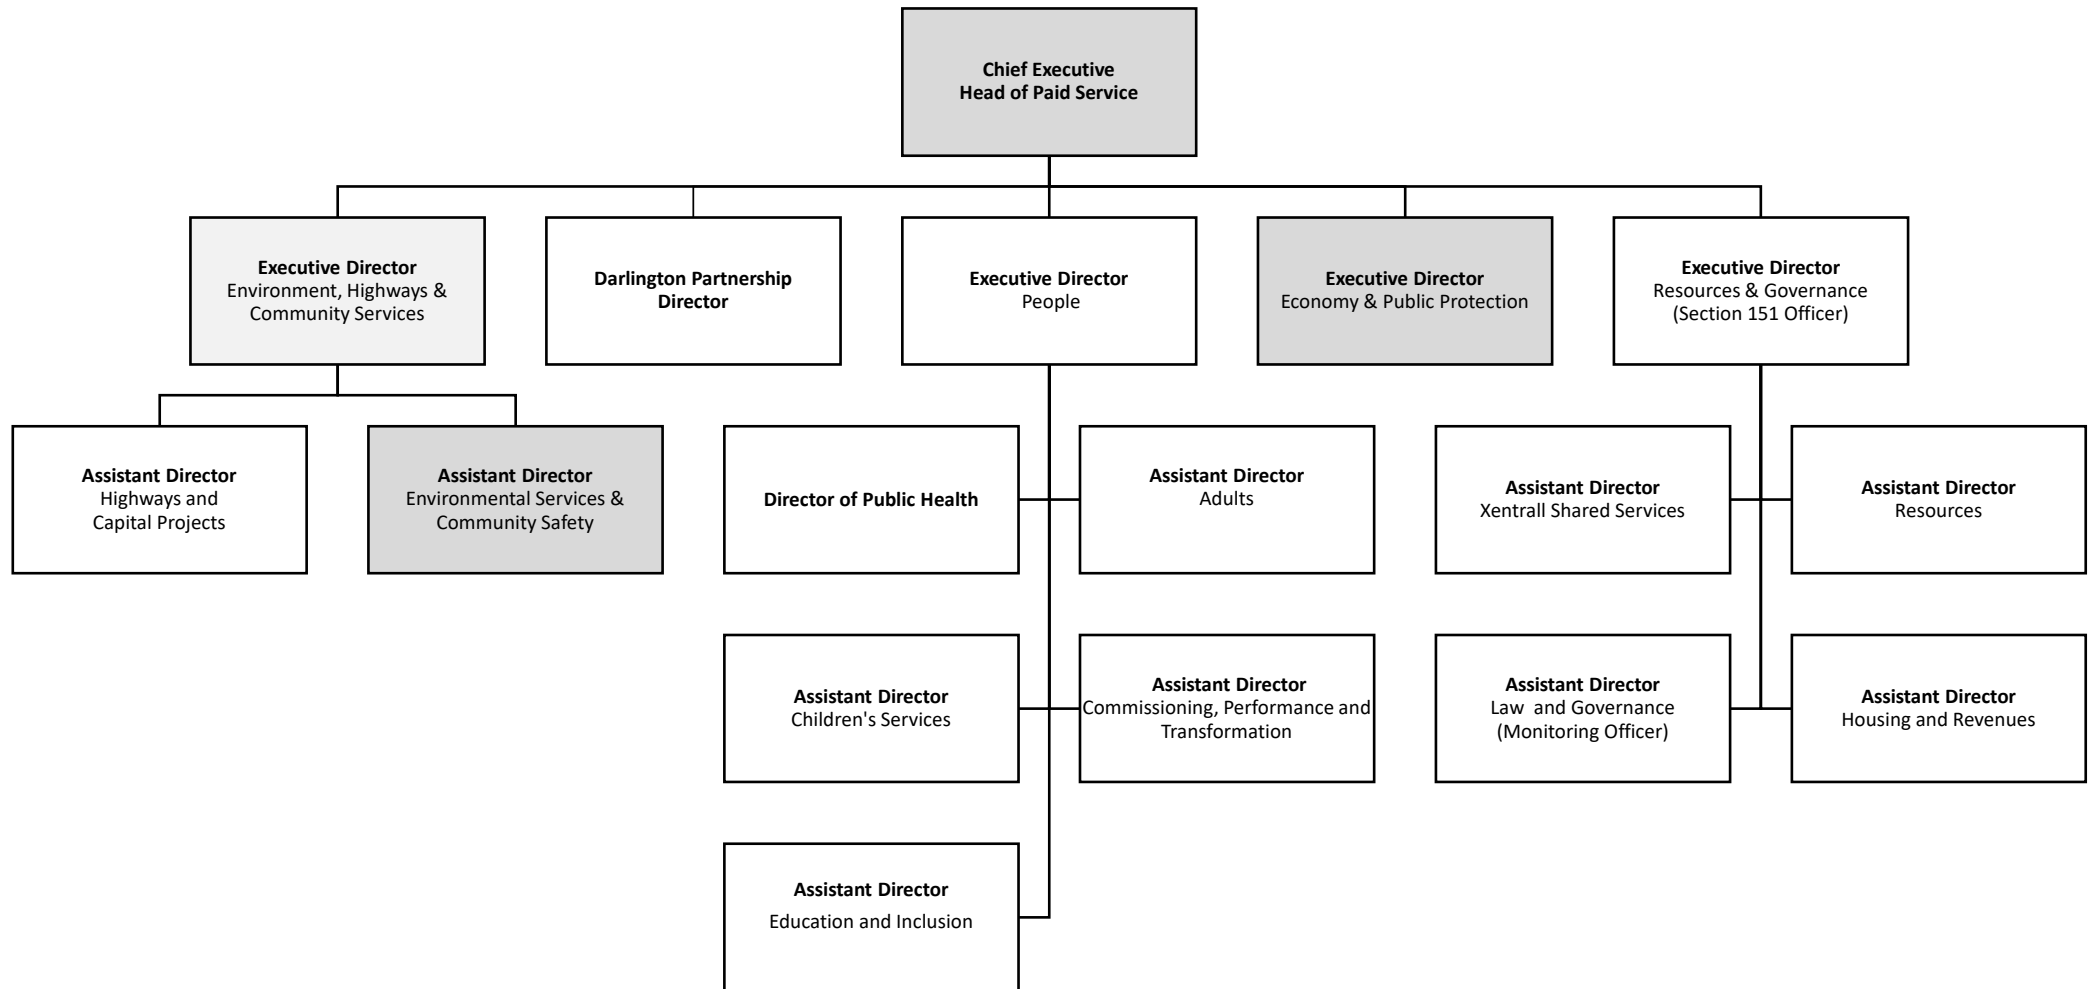 Chief Executive
Head of Paid Service
Executive Director
Environment, Highways &
Community Services
Darlington Partnership
Director
Executive Director
People
Executive Director
Economy & Public Protection
Executive Director
Resources & Governance
(Section 151 Officer)
Assistant Director
Highways and
Capital Projects
Assistant Director
Environmental Services &
Community Safety
Director of Public Health
Assistant Director
Adults
Assistant Director
Xentrall Shared Services
Assistant Director
Resources
Assistant Director
Children's Services
Assistant Director
Commissioning, Performance and
Transformation
Assistant Director
Law and Governance
(Monitoring Officer)
Assistant Director
Housing and Revenues
Assistant Director
Education and Inclusion